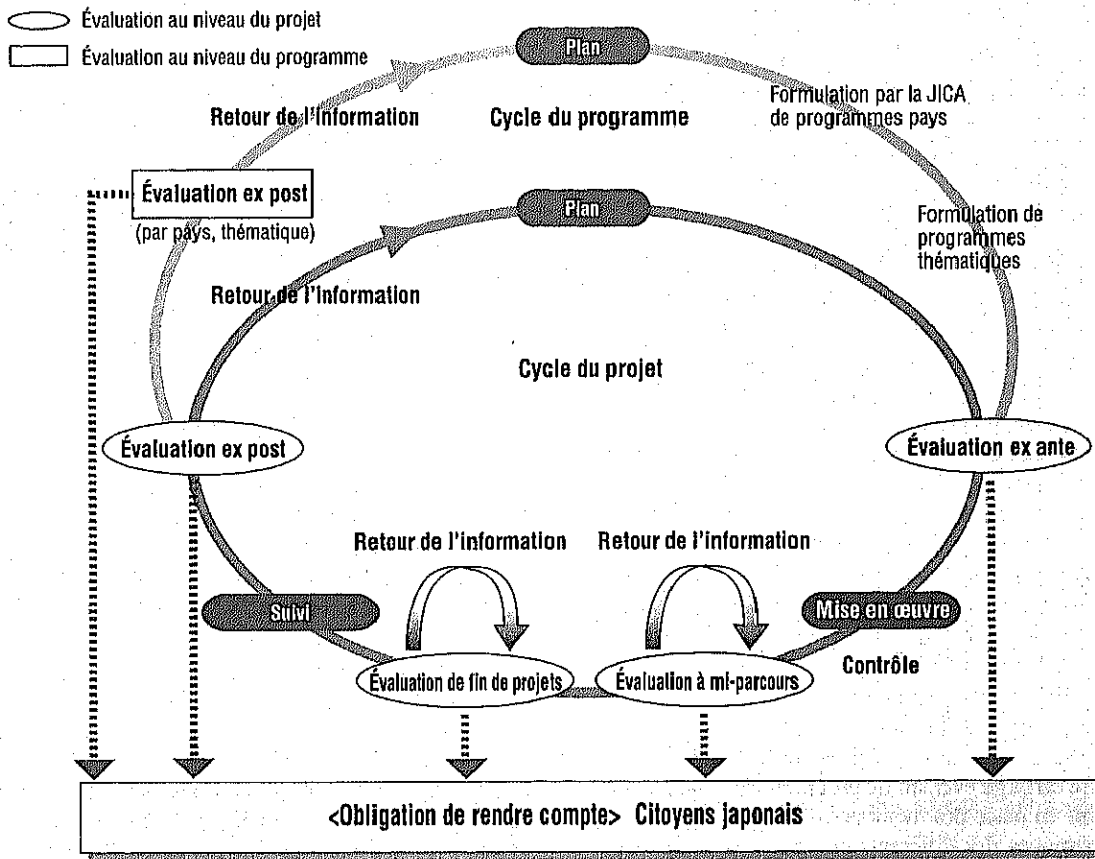 Évaluation au niveau du projet
Évaluation au niveau du programme
Plan
Retour de l'information
Cycle du programme
Formulation par la JICA
de programmes pays
Évaluation ex post
(par pays, thématique)
Plan
Formulation de
programmes
thématiques
Retour de l'information
Cycle du projet
Évaluation ex post
Évaluation ex ante
Retour de l'information
Retour de l'information
Suivi
Mise en œuvre
Contrôle
Évaluation de fin de projets
Évaluation à mi-parcours
<Obligation de rendre compte> Citoyens japonais